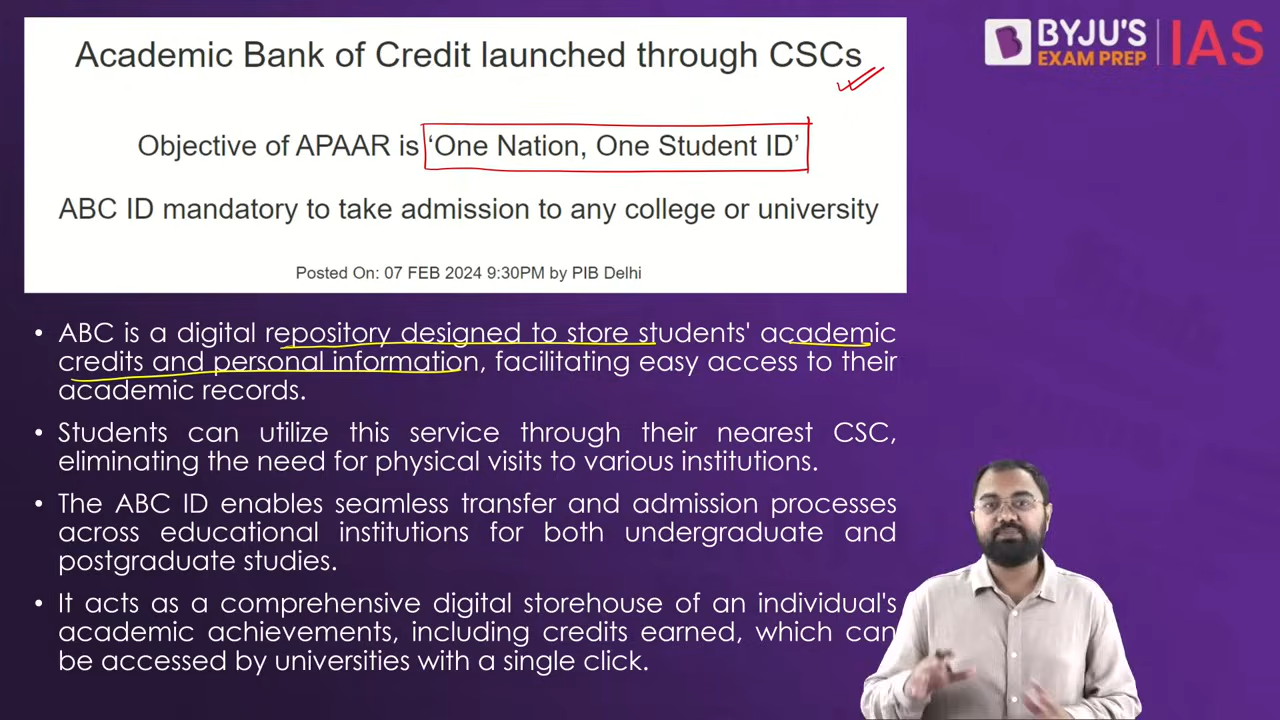 Academic Bank of Credit launched through CSCs
BYJU'S
EXAM PREP
IAS
Objective of APAAR is ‘One Nation, One Student ID’
ABC ID mandatory to take admission to any college or university
Posted On: 07 FEB 2024 9:30PM by PIB Delhi
• ABC is a digital repository designed to store students' academic
credits and personal information, facilitating easy access to their
academic records.
• Students can utilize this service through their nearest CSC,
eliminating the need for physical visits to various institutions.
• The ABC ID enables seamless transfer and admission processes
across educational institutions for both undergraduate and
postgraduate studies.
• It acts as a comprehensive digital storehouse of an individual's
academic achievements, including credits earned, which can
be accessed by universities with a single click.